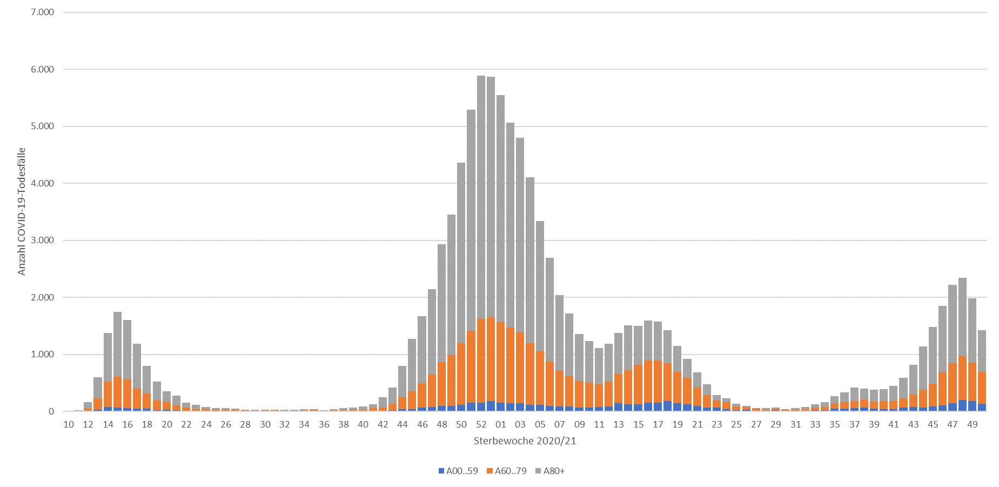 7.000
6.000
5.000
4.000
3.000
2.000
1.000
0
Anzahl COVID-19-Todesfälle
10 12 14 16 18 20 22 24 26 28 30 32 34 36 38 40 42 44 46 48 50 52 01 03 05 07 09 11 13 15 17 19 21 23 25 27 29 31 33 35 37 39 41 43 45 47 49
Sterbewoche 2020/21
A00..59 A60..79 A80+